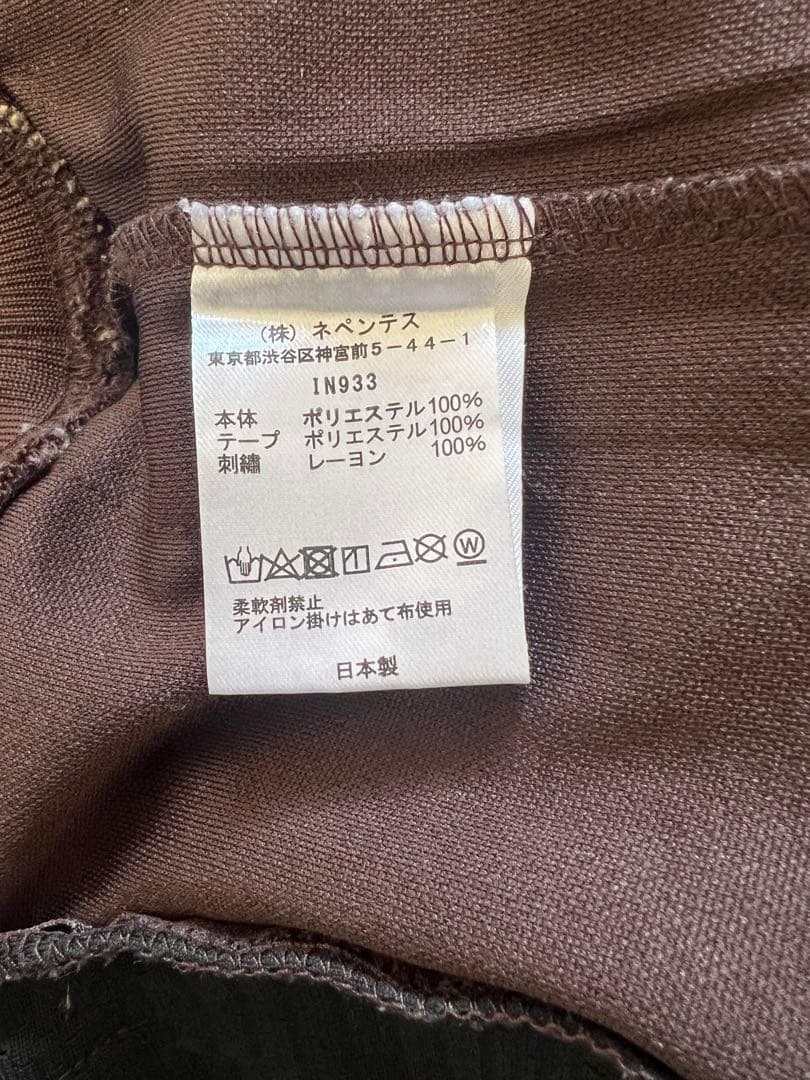 (株) ネペンテス
東京都渋谷区神宮前5-44-1
IN933
本体 ポリエステル100%
テープ ポリエステル100%
刺繡 レーヨン 100%
W
柔軟剤禁止
アイロン掛けはあて布使用
日本製